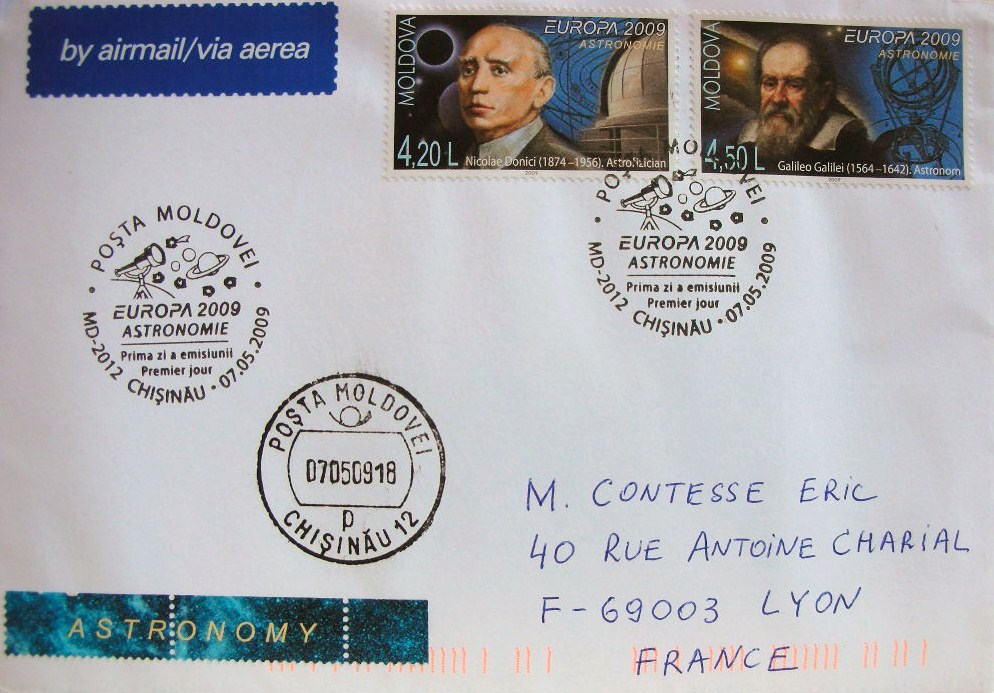 by airmail/via aerea
MOLDOVA
EUROPA 2009
ASTRONOMIE
4,20 L
Nicolae Donici (1874 –1956). Astrofizician
2009
MOLDOVA
EUROPA 2009
ASTRONOMIE
4,50 L
Galileo Galilei (1564 –1642). Astronom
2009
POŞTA MOLDOVEI
EUROPA 2009
ASTRONOMIE
Prima zi a emisiunii
Premier jour
MD-2012 CHIŞINĂU • 07.05.2009
POŞTA MOLDOVEI
EUROPA 2009
ASTRONOMIE
Prima zi a emisiunii
Premier jour
MD-2012 CHIŞINĂU • 07.05.2009
POŞTA MOLDOVEI
07050918
P
CHIŞINĂU 12
M. CONTESSE ERIC
40 RUE ANTOINE CHARIAL
F-69003 LYON
FRANCE
ASTRONOMY